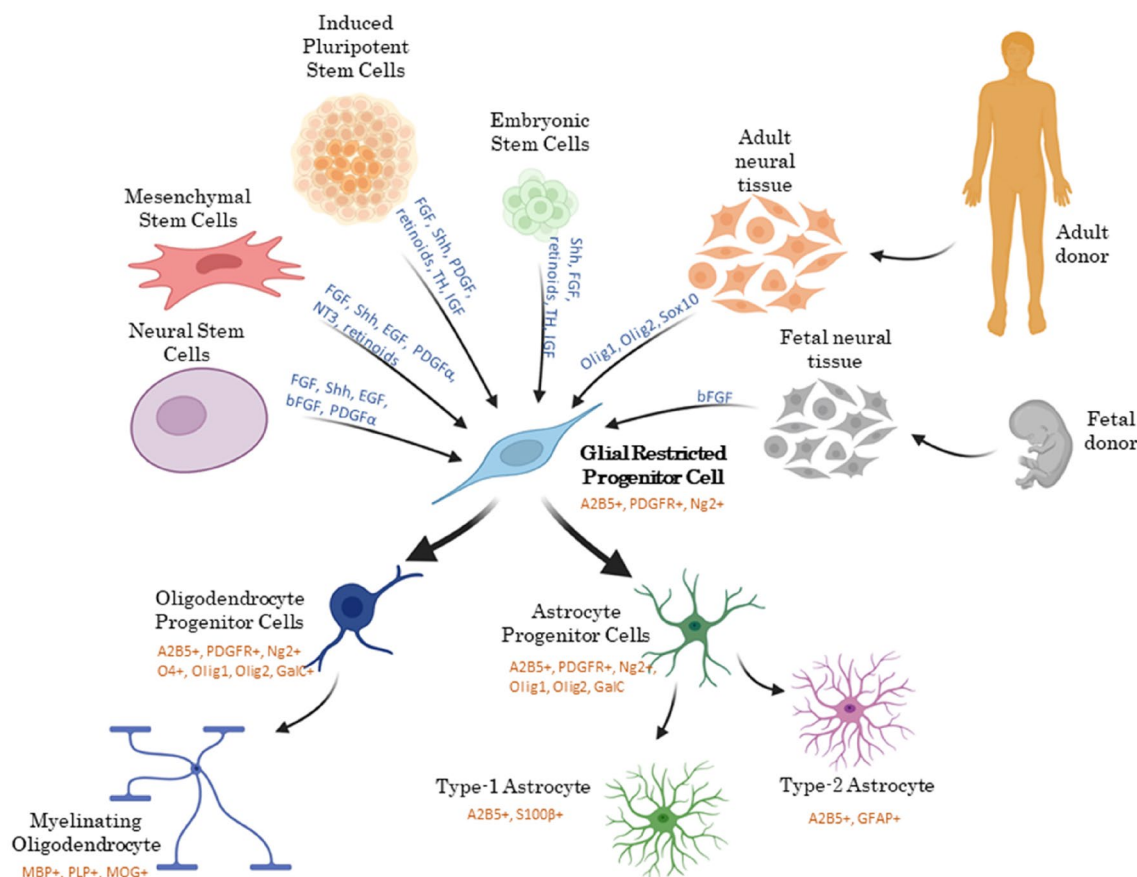 Induced
Pluripotent
Stem Cells
Embryonic
Stem Cells
Adult
neural
tissue
Mesenchymal
Stem Cells
Adult
donor
FGF, Shh, PDGF,
retinoids, TH, IGF
Shh, FGF,
retinoids, TH, IGF
FGF, Shh, EGF, PDGFα,
NT3, retinoids
Olig1, Olig2, Sox10
Neural Stem
Cells
Fetal neural
tissue
FGF, Shh, EGF,
bFGF, PDGFα
bFGF
Fetal
donor
Glial Restricted
Progenitor Cell
A2B5+, PDGFR+, Ng2+
Oligodendrocyte
Progenitor Cells
A2B5+, PDGFR+, Ng2+
O4+, Olig1, Olig2, GalC+
Astrocyte
Progenitor Cells
A2B5+, PDGFR+, Ng2+,
Olig1, Olig2, GalC
Type-1 Astrocyte
A2B5+, S100β+
Type-2 Astrocyte
A2B5+, GFAP+
Myelinating
Oligodendrocyte
MBP+, PLP+, MOG+